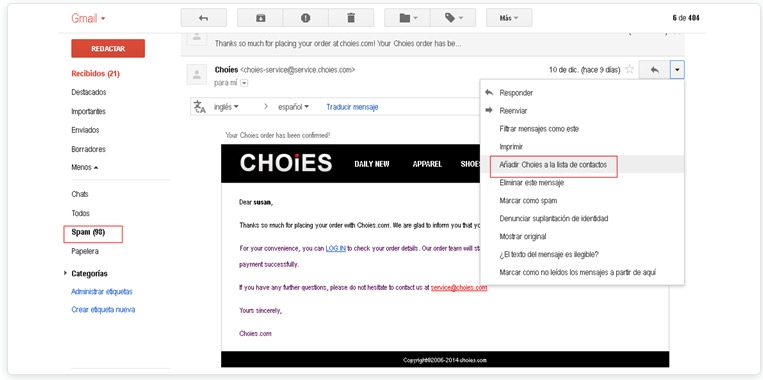 Gmail
Más
6 de 404
REDACTAR
Thanks so much for placing your order at choies.com! Your Choies order has be...
Recibidos (21)
Choies <choies-service@service.choies.com>
10 de dic. (hace 9 días)
para mí
Destacados
Importantes
Enviados
Borradores
Menos
Chats
Todos
Spam (98)
Papelera
Categorías
Administrar etiquetas
Crear etiqueta nueva
inglés > español Traducir mensaje
Your Choies order has been confirmed!
CHOiES DAILY NEW APPAREL SHOES
Dear susan,
Thanks so much for placing your order with Choies.com. We are glad to inform you that
For your convenience, you can LOG IN to check your order details. Our order team will
payment successfully.
If you have any further questions, please do not hesitate to contact us at service@choies.com
Yours sincerely,
Choies.com
Copyright©2006-2014 choies.com
Responder
Reenviar
Filtrar mensajes como este
Imprimir
Añadir Choies a la lista de contactos
Eliminar este mensaje
Marcar como spam
Denunciar suplantación de identidad
Mostrar original
¿El texto del mensaje es ilegible?
Marcar como no leídos los mensajes a partir de aquí